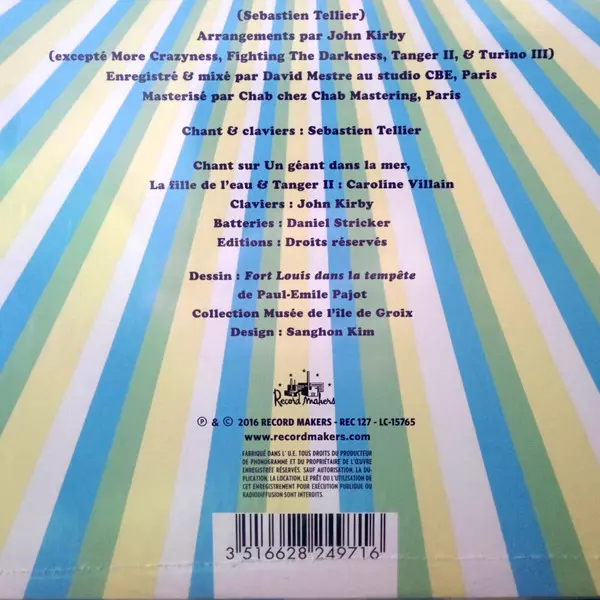 (Sebastien Tellier)
Arrangements par John Kirby
(excepté More Crazyness, Fighting The Darkness, Tanger II, & Turino III)
Enregistré & mixé par David Mestre au studio CBE, Paris
Masterisé par Chab chez Chab Mastering, Paris
Chant & claviers : Sebastien Tellier
Chant sur Un géant dans la mer,
La fille de l'eau & Tanger II : Caroline Villain
Claviers : John Kirby
Batteries : Daniel Stricker
Editions : Droits réservés
Dessin : Fort Louis dans la tempête
de Paul-Emile Pajot
Collection Musée de l'île de Groix
Design : Sanghon Kim
Record Makers
℗ & © 2016 RECORD MAKERS - REC 127 - LC-15765
www.recordmakers.com
FABRIQUÉ DANS L' U.E. TOUS DROITS DU PRODUCTEUR
DE PHONOGRAMME ET DU PROPRIÉTAIRE DE L'ŒUVRE
ENREGISTRÉE RÉSERVÉS. SAUF AUTORISATION, LA DU-
PLICATION, LA LOCATION, LE PRÊT OU L'UTILISATION DE
CET ENREGISTREMENT POUR EXÉCUTION PUBLIQUE OU
RADIODIFFUSION SONT INTERDITS.
3 516628 249716